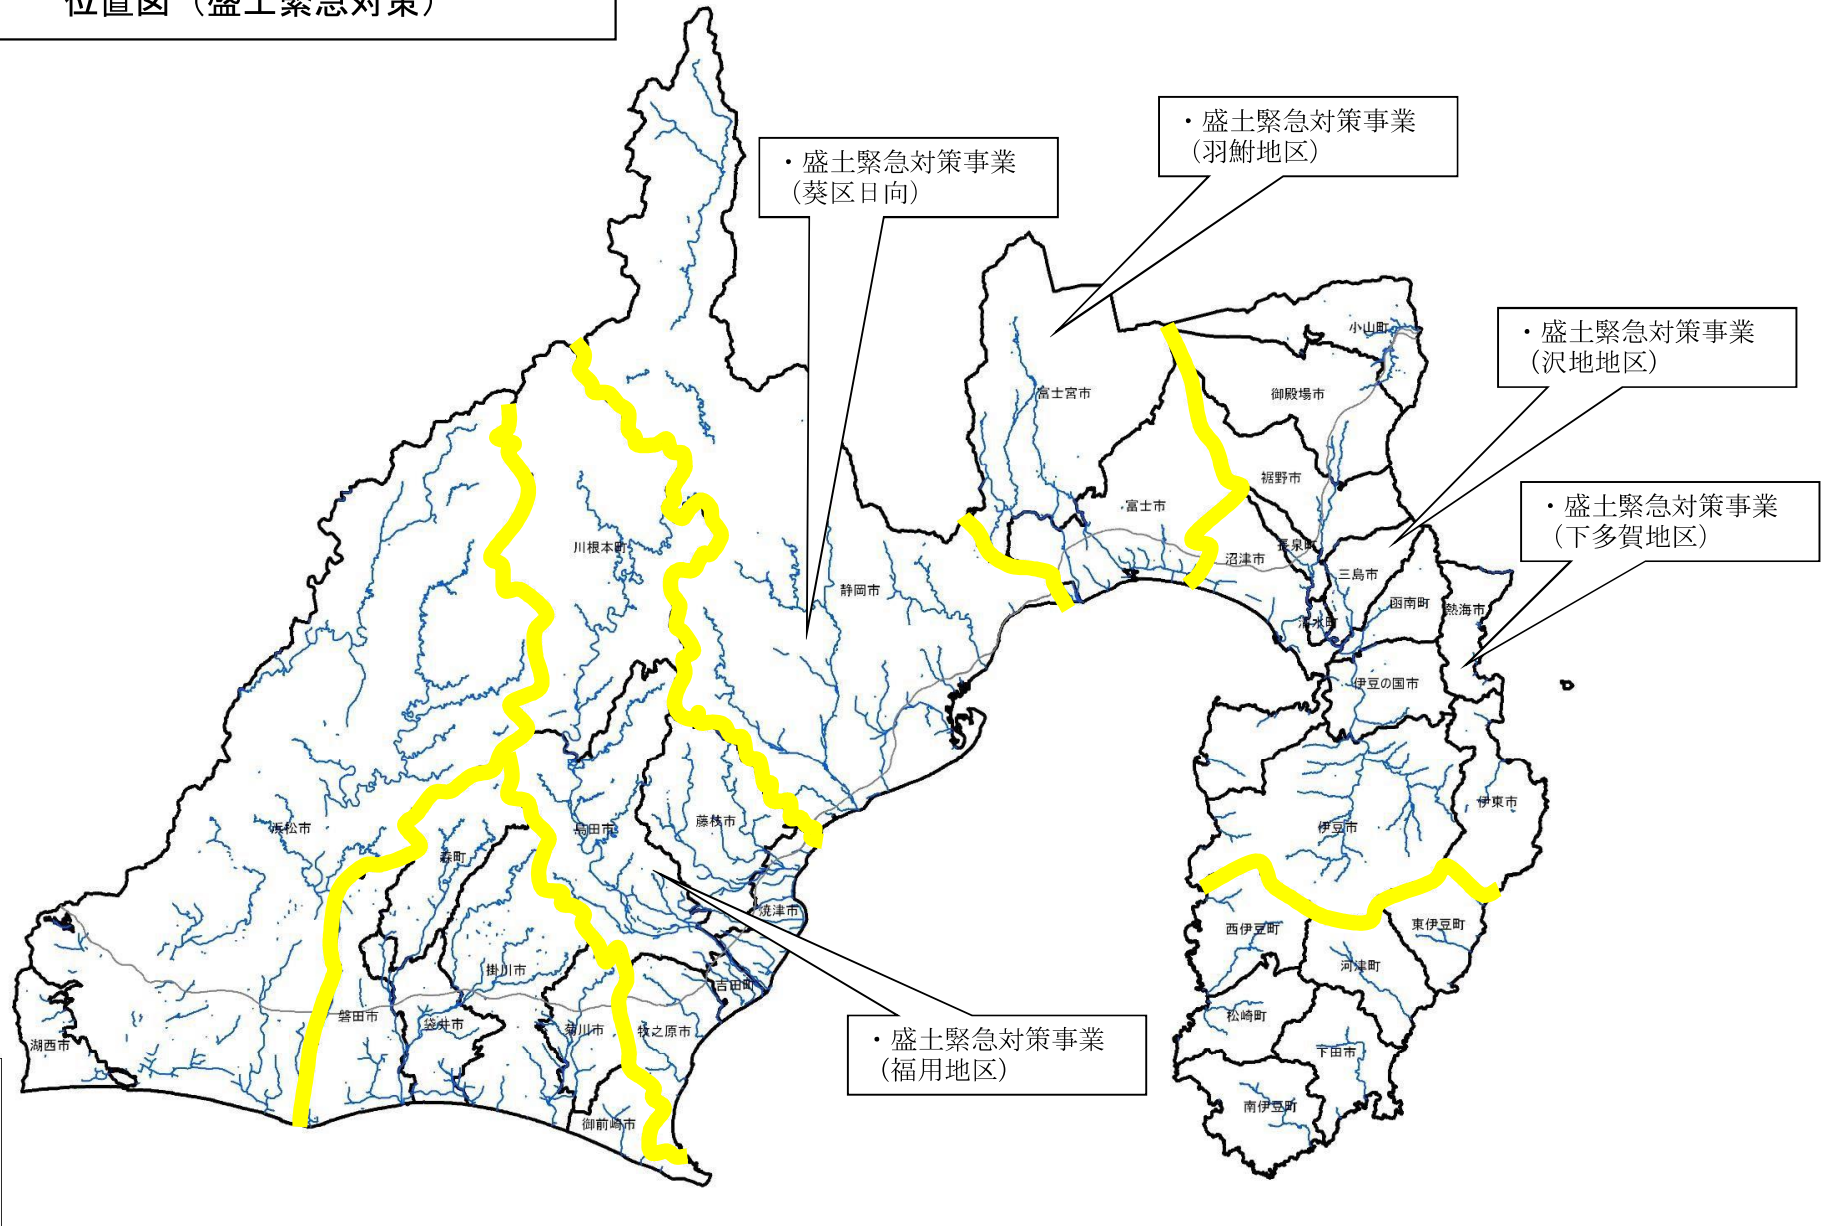 位置図（盛土緊急対策）
・盛土緊急対策事業
（羽鮒地区）
・盛土緊急対策事業
（葵区日向）
・盛土緊急対策事業
（沢地地区）
・盛土緊急対策事業
（下多賀地区）
・盛土緊急対策事業
（福用地区）
小山町
富士宮市
御殿場市
裾野市
富士市
川根本町
長泉町
沼津市
三島市
静岡市
函南町
熱海市
清水町
伊豆の国市
伊東市
浜松市
島田市
藤枝市
伊豆市
森町
焼津市
西伊豆町
東伊豆町
掛川市
河津町
吉田町
磐田市
袋井市
菊川市
牧之原市
松崎町
湖西市
下田市
南伊豆町
御前崎市